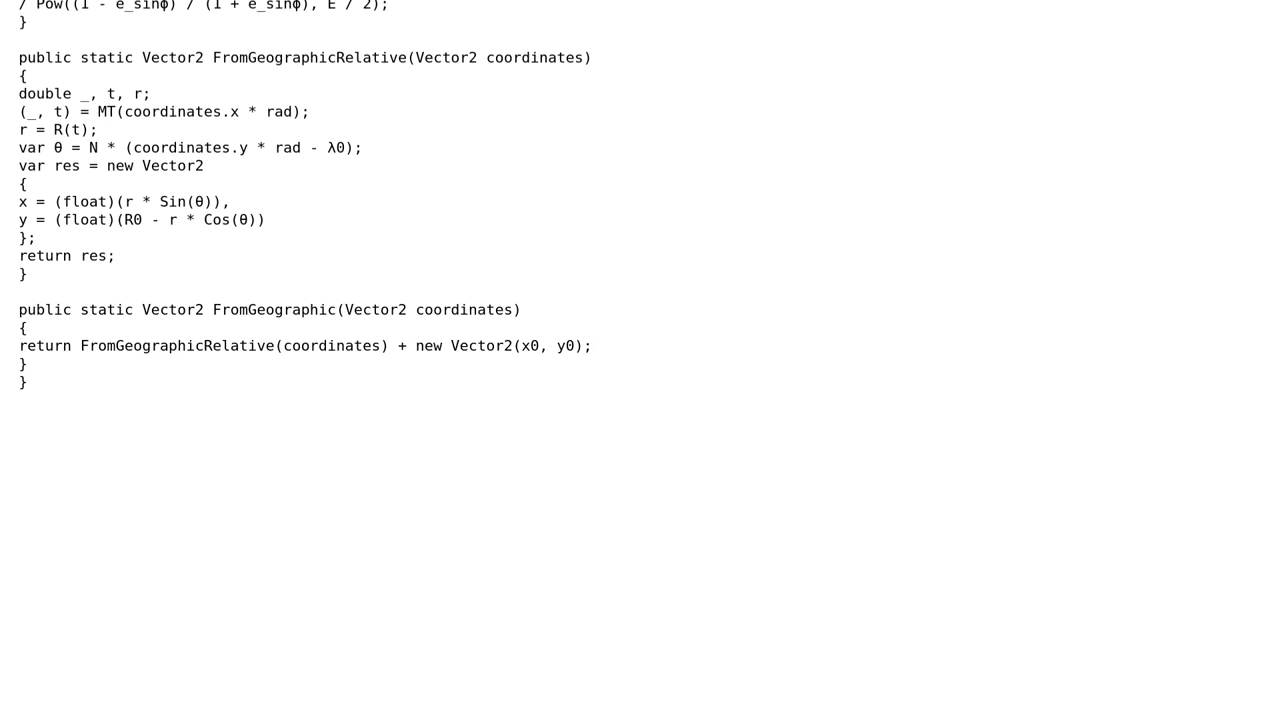 / Pow((1 - e_sinϕ) / (1 + e_sinϕ), E / 2);
}
public static Vector2 FromGeographicRelative(Vector2 coordinates)
{
double _, t, r;
(_, t) = MT(coordinates.x * rad);
r = R(t);
var θ = N * (coordinates.y * rad - λ0);
var res = new Vector2
{
x = (float)(r * Sin(θ)),
y = (float)(R0 - r * Cos(θ))
};
return res;
}
public static Vector2 FromGeographic(Vector2 coordinates)
{
return FromGeographicRelative(coordinates) + new Vector2(x0, y0);
}
}